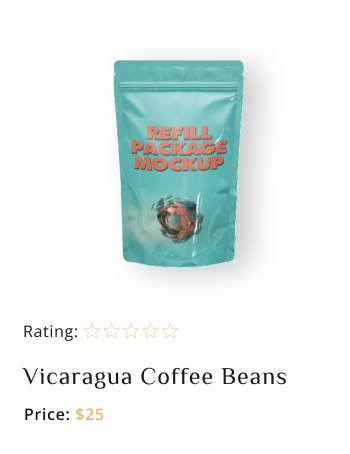 REFILL
PACKAGE
MOCKUP
Rating:
Vicaragua Coffee Beans
Price: $25